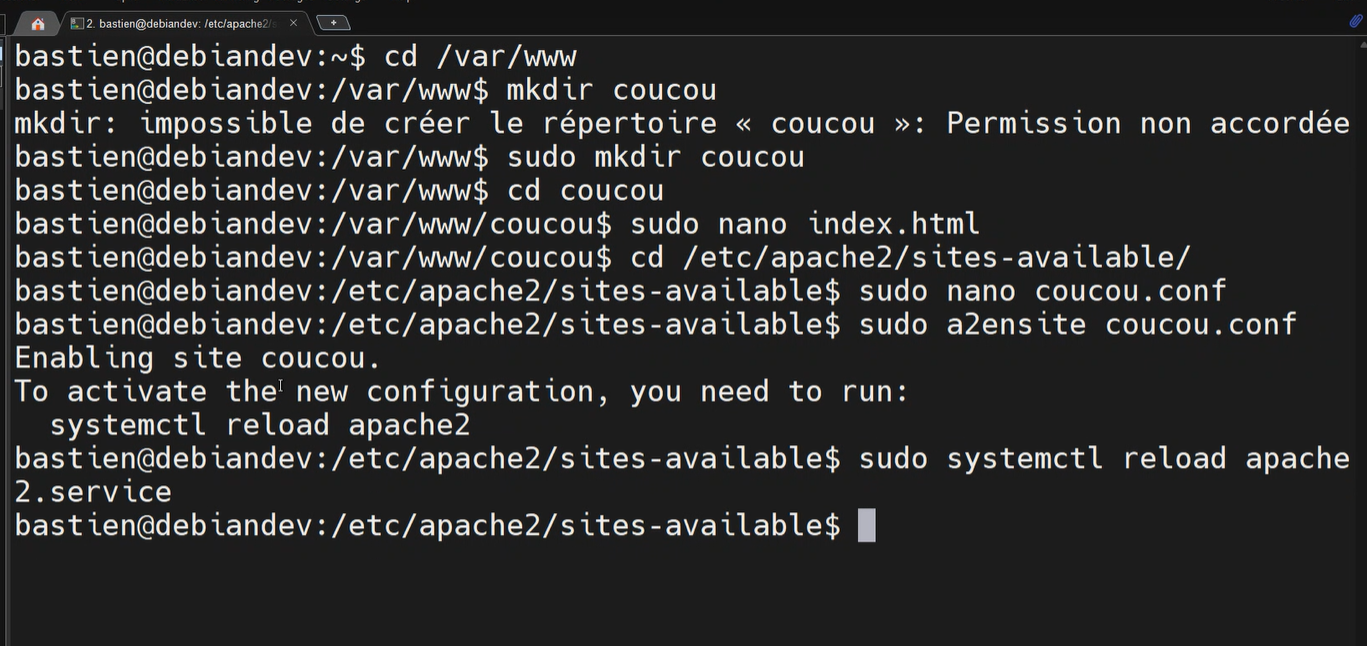 2. bastien@debiandev: /etc/apache2/
bastien@debiandev:~$ cd /var/www
bastien@debiandev:/var/www$ mkdir coucou
mkdir: impossible de créer le répertoire « coucou »: Permission non accordée
bastien@debiandev:/var/www$ sudo mkdir coucou
bastien@debiandev:/var/www$ cd coucou
bastien@debiandev:/var/www/coucou$ sudo nano index.html
bastien@debiandev:/var/www/coucou$ cd /etc/apache2/sites-available/
bastien@debiandev:/etc/apache2/sites-available$ sudo nano coucou.conf
bastien@debiandev:/etc/apache2/sites-available$ sudo a2ensite coucou.conf
Enabling site coucou.
To activate the new configuration, you need to run:
  systemctl reload apache2
bastien@debiandev:/etc/apache2/sites-available$ sudo systemctl reload apache
2.service
bastien@debiandev:/etc/apache2/sites-available$